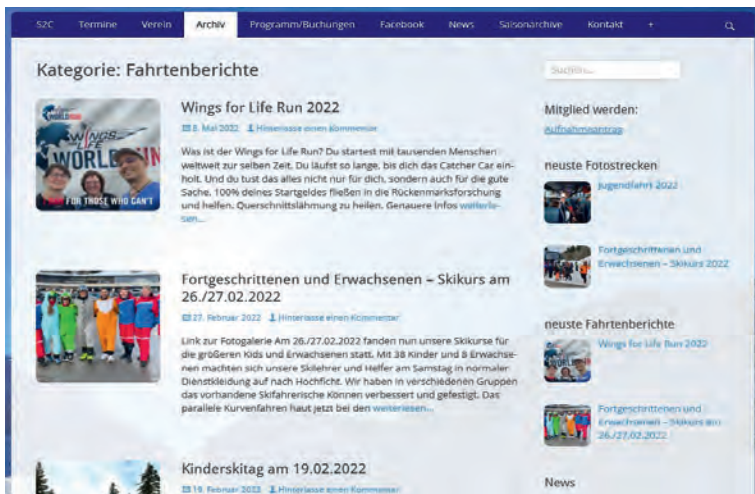 S2C Termine Verein Archiv Programm/Buchungen Facebook News Saisonarchive Kontakt +
Kategorie: Fahrtenberichte
Wings for Life Run 2022
8. Mai 2022 Hinterlasse einen Kommentar
WINGS
WORLD RUN
FOR THOSE WHO CAN'T
Was ist der Wings for Life Run? Du startest mit tausenden Menschen
weltweit zur selben Zeit. Du läufst so lange, bis dich das Catcher Car ein-
holt. Und du tust das alles nicht nur für dich, sondern auch für die gute
Sache. 100% deines Startgeldes fließen in die Rückenmarksforschung
und helfen, Querschnittslähmung zu heilen. Genauere Infos weiterle-
sen...
Fortgeschrittenen und Erwachsenen – Skikurs am
26./27.02.2022
27. Februar 2022 Hinterlasse einen Kommentar
Link zur Fotogalerie Am 26./27.02.2022 fanden nun unsere Skikurse für
die größeren Kids und Erwachsenen statt. Mit 38 Kinder und 8 Erwachse-
nen machten sich unsere Skilehrer und Helfer am Samstag in normaler
Dienstkleidung auf nach Hochficht. Wir haben in verschiedenen Gruppen
das vorhandene Skifahrerische Können verbessert und gefestigt. Das
parallele Kurvenfahren haut jetzt bei den weiterlesen...
Kinderskitag am 19.02.2022
19. Februar 2022 Hinterlasse einen Kommentar
Suchen...
Mitglied werden:
Aufnahmeantrag
neuste Fotostrecken
Jugendfahrt 2022
Fortgeschrittenen und
Erwachsenen – Skikurs 2022
neuste Fahrtenberichte
Wings for Life Run 2022
Fortgeschrittenen und
Erwachsenen – Skikurs am
26./27.02.2022
News